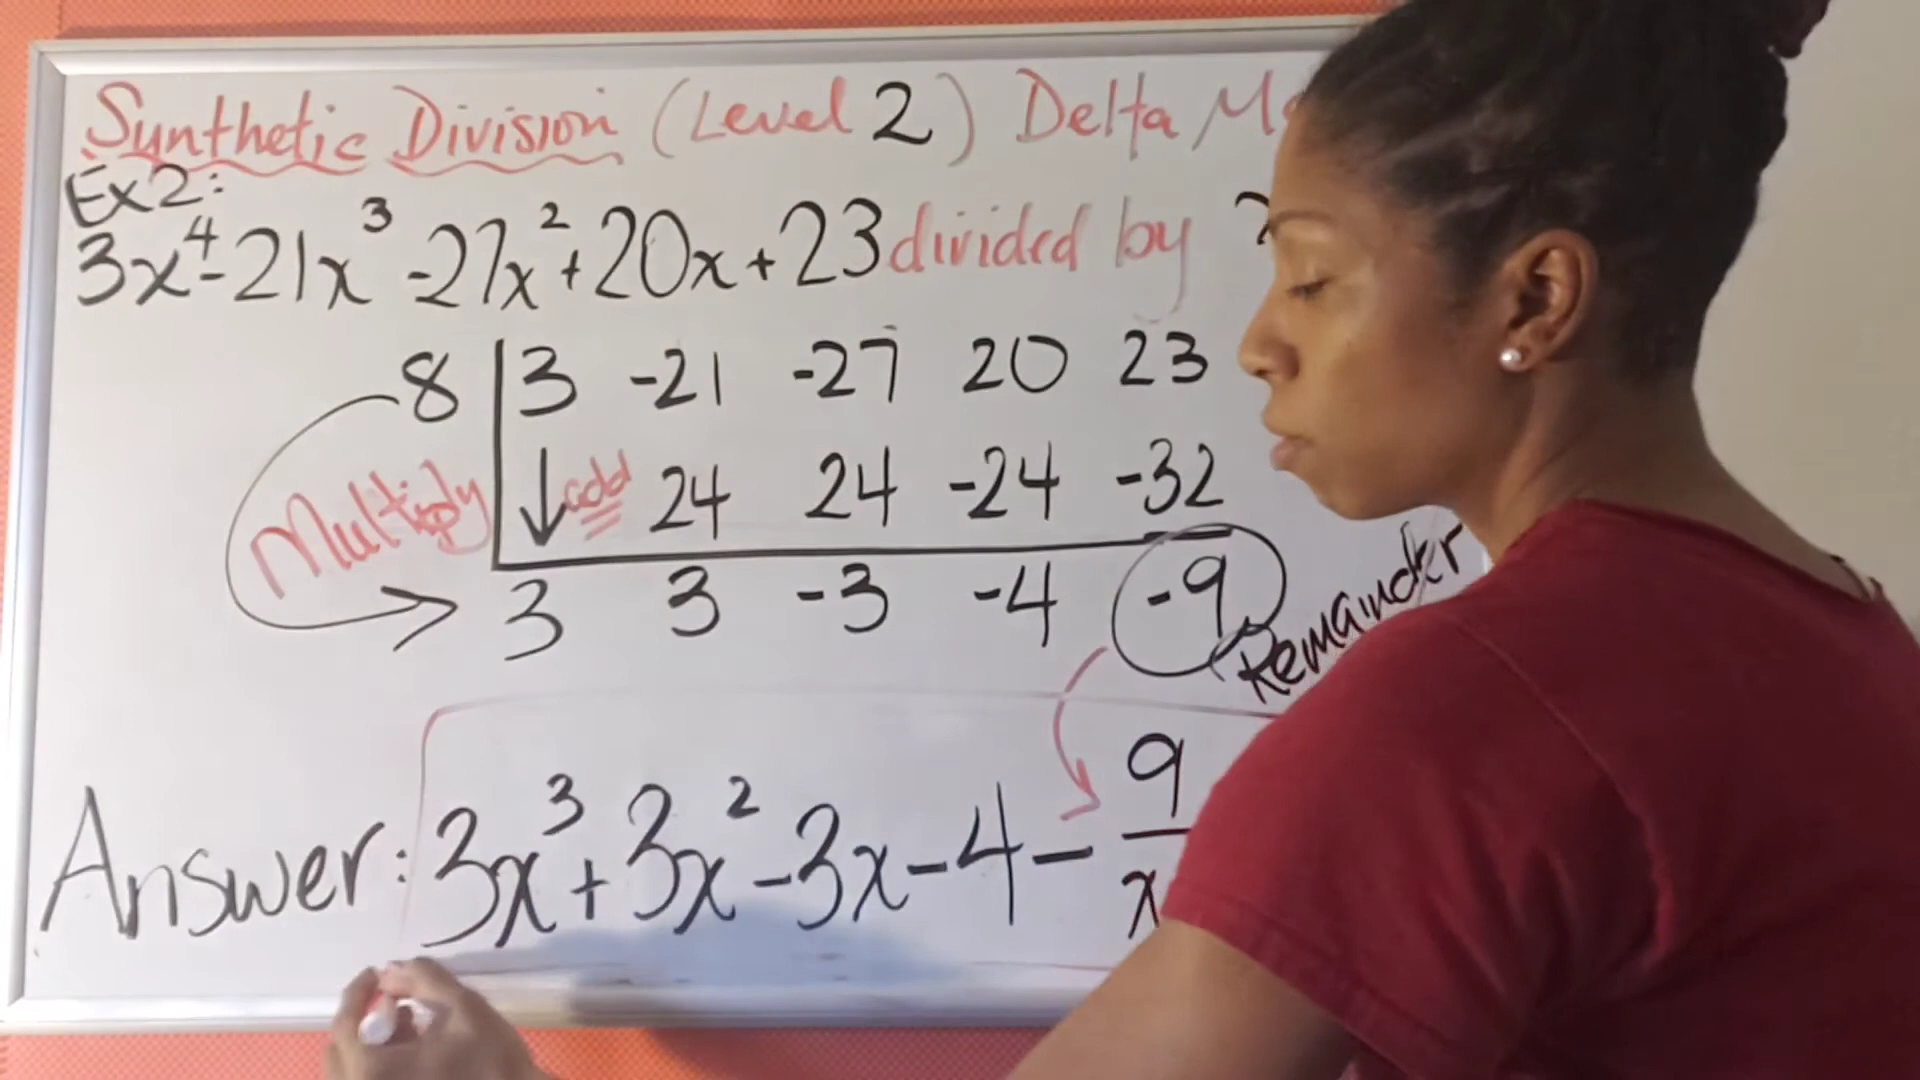 Synthetic Division (Level 2) Delta M
Ex2:
3x⁴-21x³-27x²+20x+23 divided by
8 3 -21 -27 20 23
Multiply ↓ add 24 24 -24 -32
3 3 -3 -4 -9 Remainder
Answer: 3x³+3x²-3x-4- 9/x